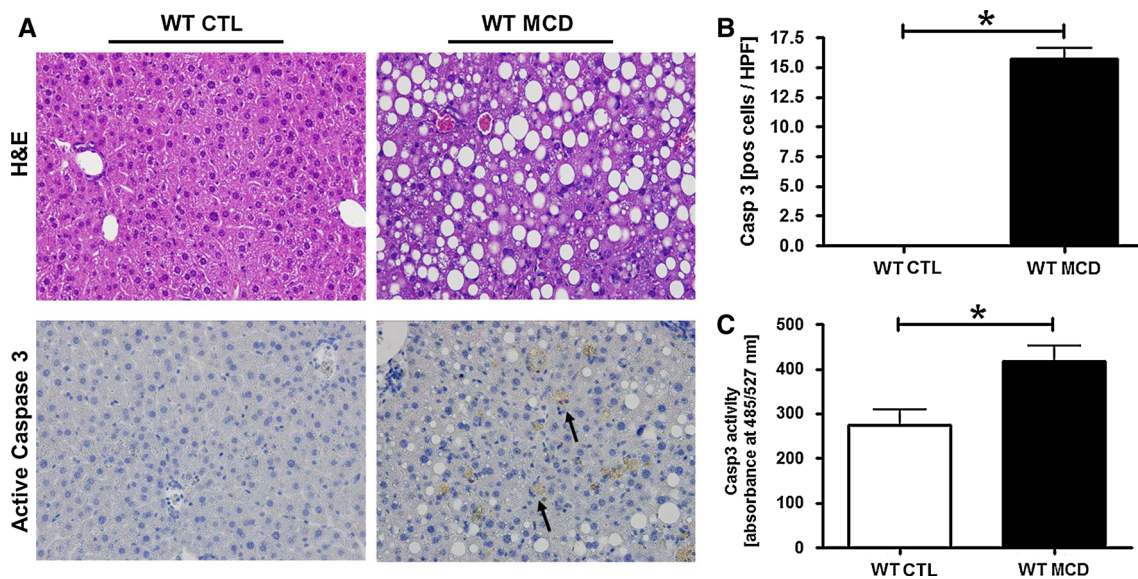 A
WT CTL
WT MCD
H&E
Active Caspase 3
B
*
Casp 3 [pos cells / HPF]
17.5
15.0
12.5
10.0
7.5
5.0
2.5
0.0
WT CTL
WT MCD
C
*
Casp3 activity
[absorbance at 485/527 nm]
500
400
300
200
100
0
WT CTL
WT MCD